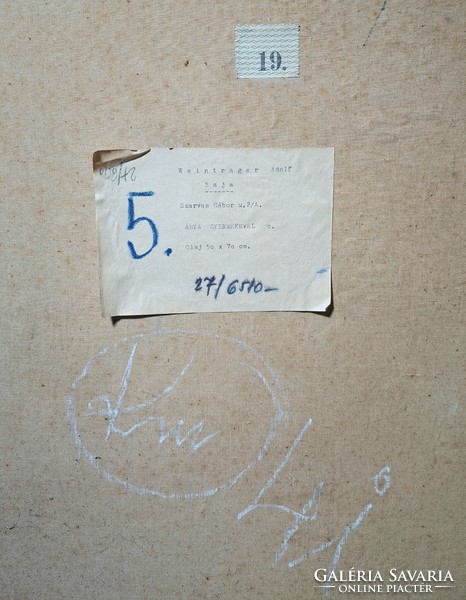 19.
Weintrager Adolf
Baja
Szarvas Gábor u.2/A.
5.
ANYA GYERMEKÉVEL c.
Olaj 50 x 70 cm.
27/6510-
GALÉRIA SAVARIA
ONLINE PIACTÉR